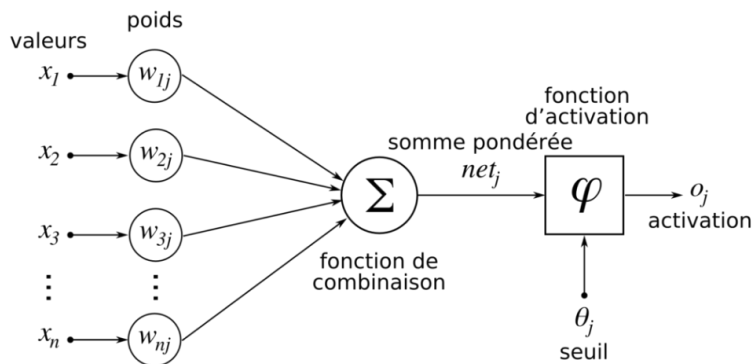 poids
valeurs
x₁
w₁ⱼ
fonction
d'activation
x₂
w₂ⱼ
somme pondérée
netⱼ
Σ
φ
oⱼ
activation
x₃
w₃ⱼ
fonction de
combinaison
⋮
⋮
θⱼ
seuil
xₙ
wₙⱼ